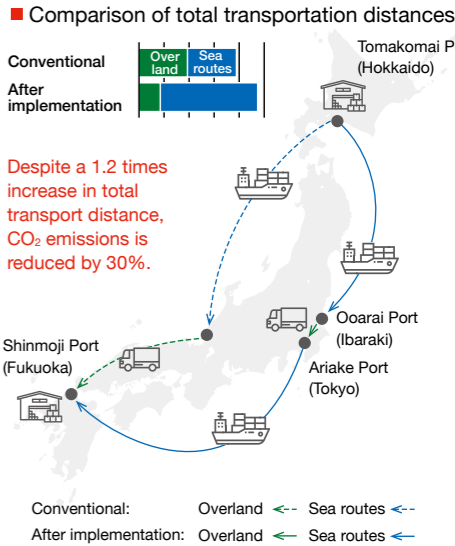 ■ Comparison of total transportation distances
Conventional
Over
land
Sea
routes
After
implementation
Tomakomai P
(Hokkaido)
Despite a 1.2 times
increase in total
transport distance,
CO₂ emissions is
reduced by 30%.
Ooarai Port
(Ibaraki)
Shinmoji Port
(Fukuoka)
Ariake Port
(Tokyo)
Conventional: Overland Sea routes
After implementation: Overland Sea routes